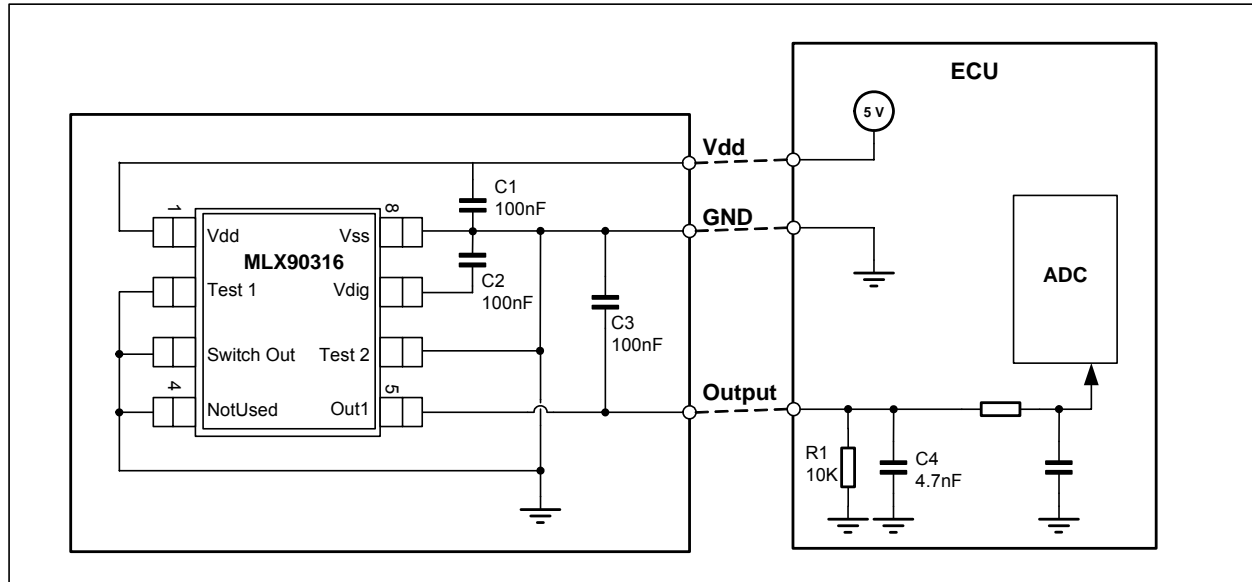 ECU
5 V
Vdd
C1
100nF
GND
1
8
Vdd
Vss
MLX90316
C2
100nF
Test 1
Vdig
C3
100nF
ADC
Switch Out
Test 2
4
5
NotUsed
Out1
Output
R1
10K
C4
4.7nF